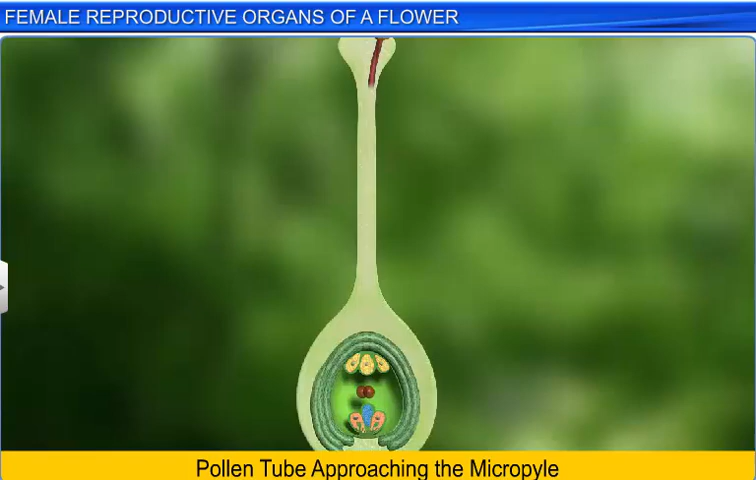 FEMALE REPRODUCTIVE ORGANS OF A FLOWER
Pollen Tube Approaching the Micropyle